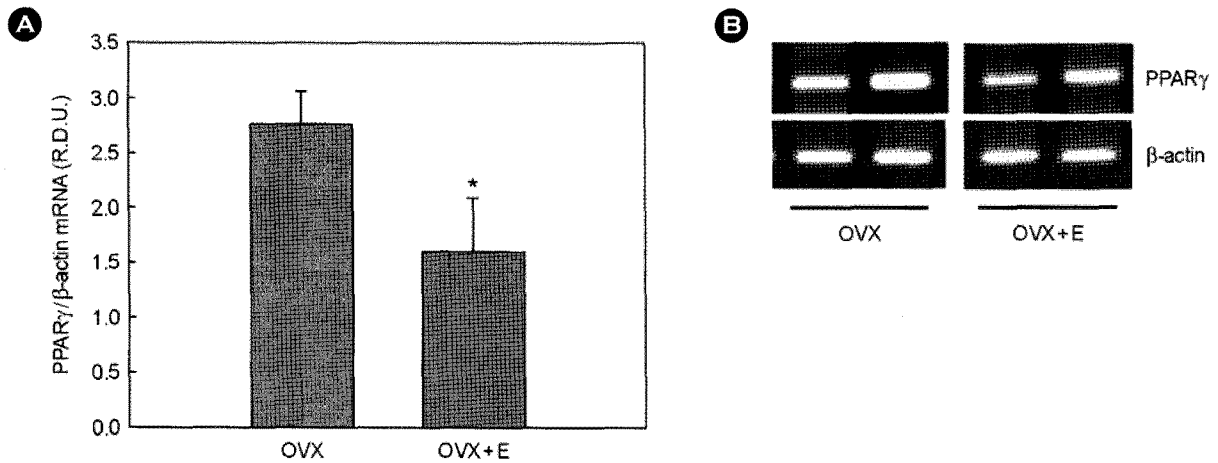 A
PPARγ/β-actin mRNA (R.D.U.)
3.5
3.0
2.5
2.0
1.5
1.0
0.5
0.0
*
OVX
OVX+E
B
PPARγ
β-actin
OVX
OVX+E